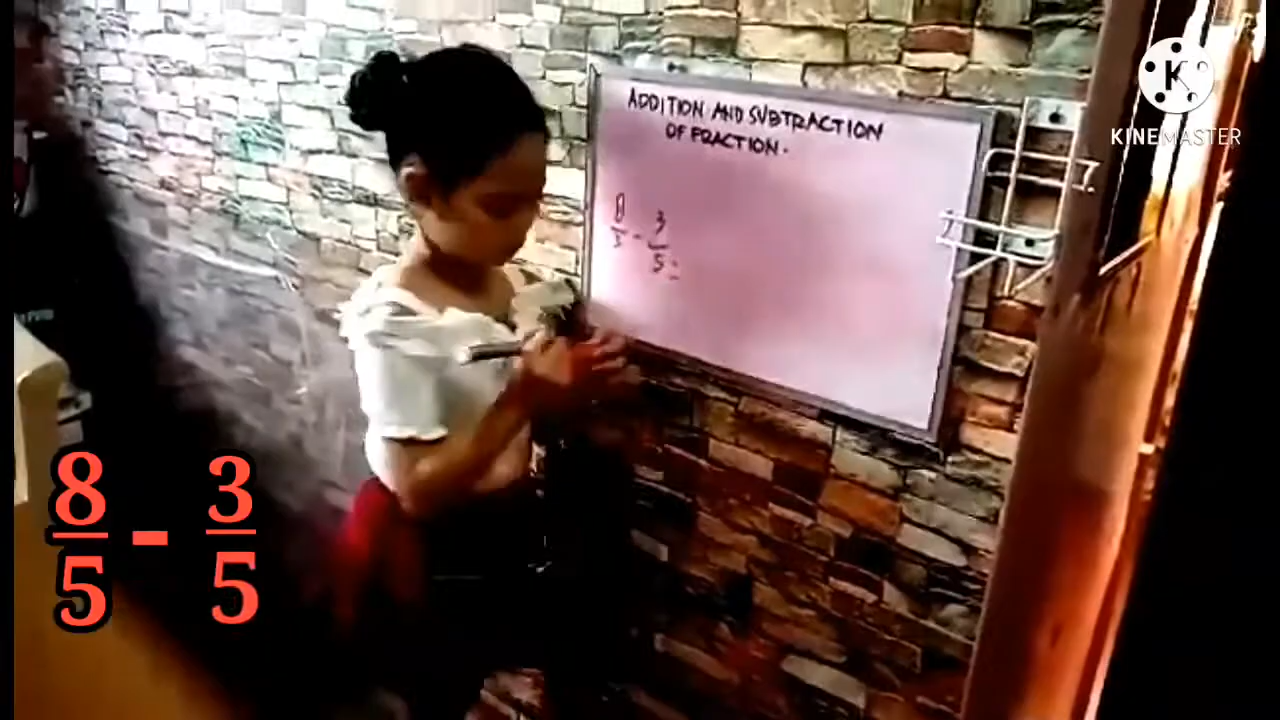 ADDITION AND SUBTRACTION
OF FRACTION.
8/5 - 3/5 =
8/5 - 3/5
K
KINEMASTER